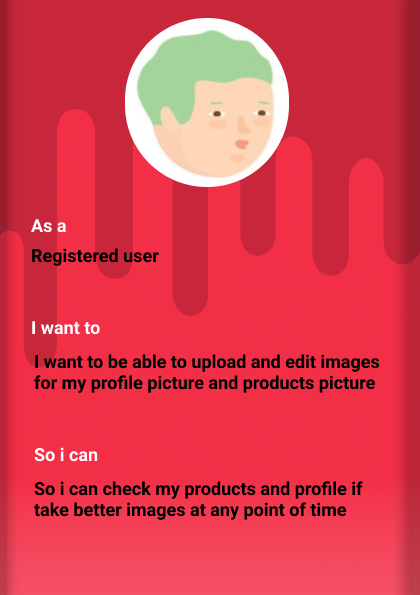 As a
Registered user
I want to
I want to be able to upload and edit images
for my profile picture and products picture
So i can
So i can check my products and profile if
take better images at any point of time